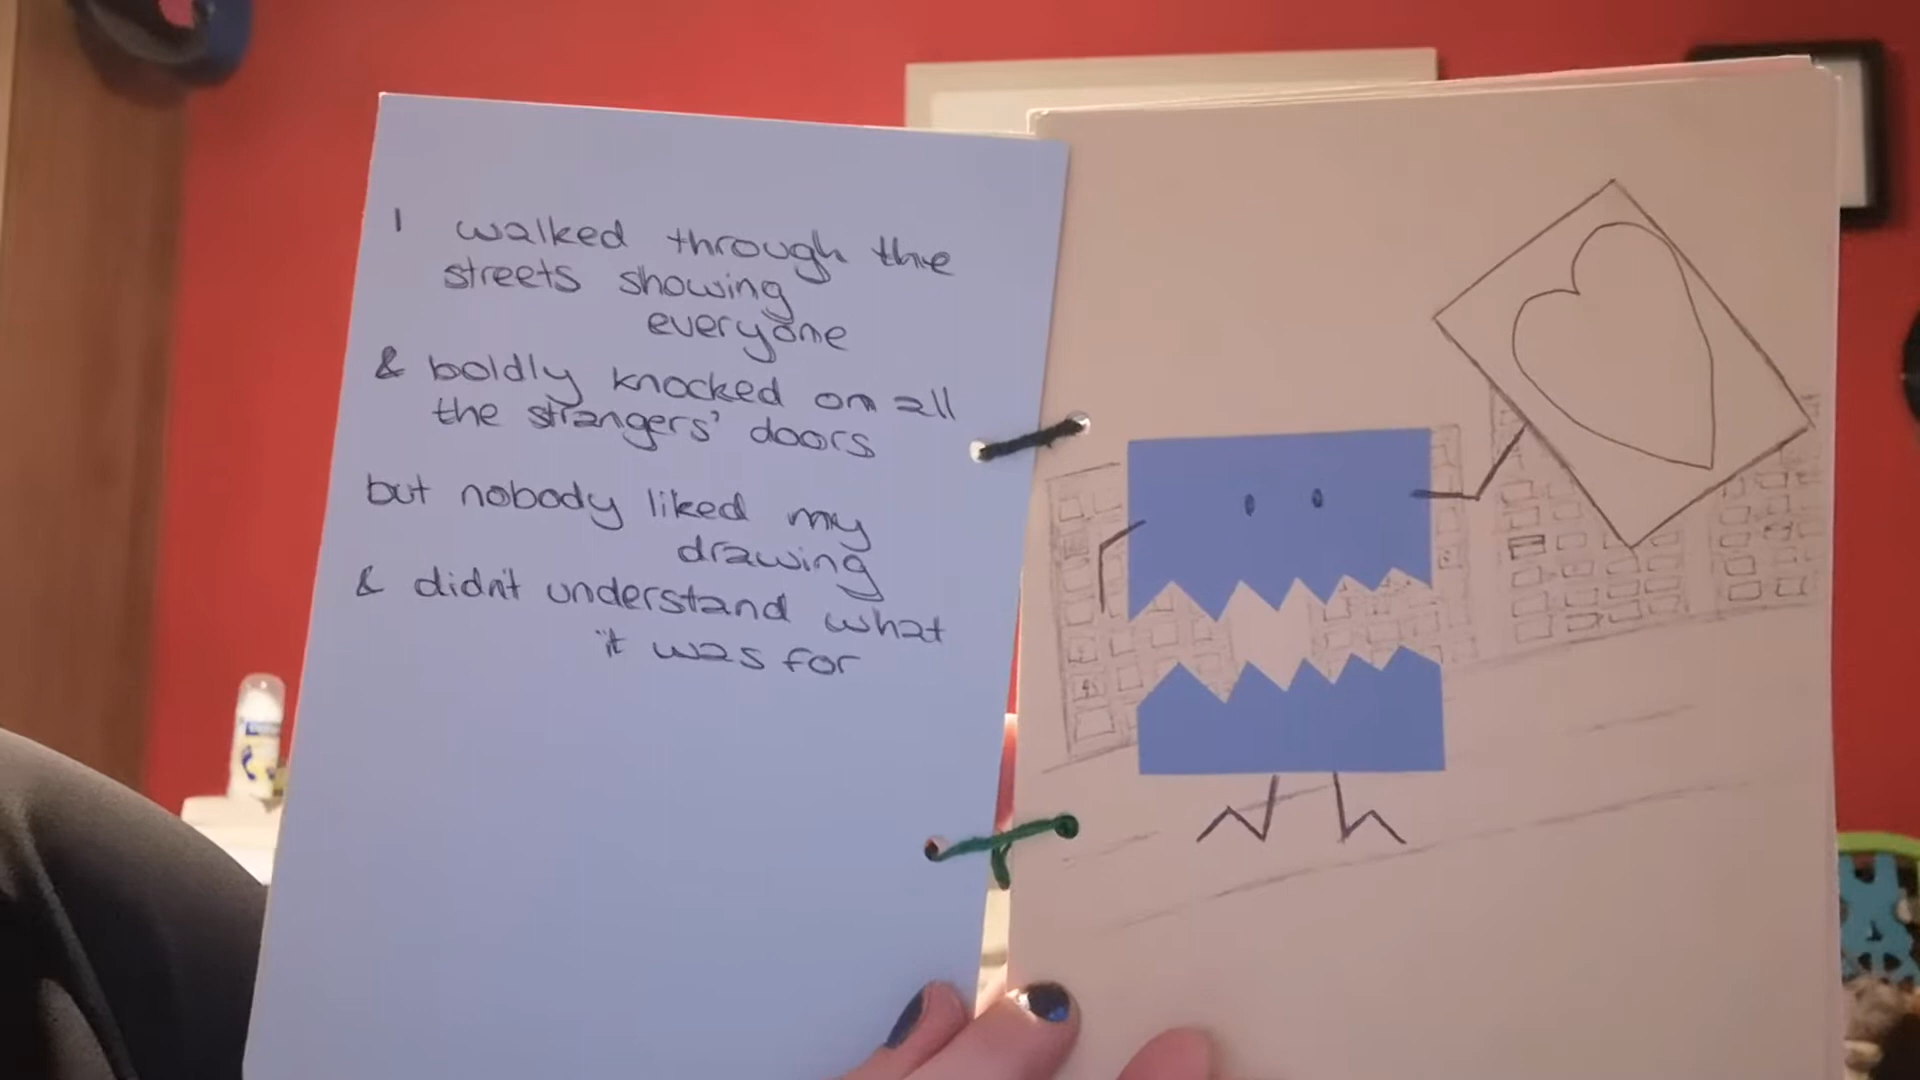 I walked through the
streets showing
everyone
& boldly knocked on all
the strangers' doors
but nobody liked my
drawing
& didn't understand what
it was for